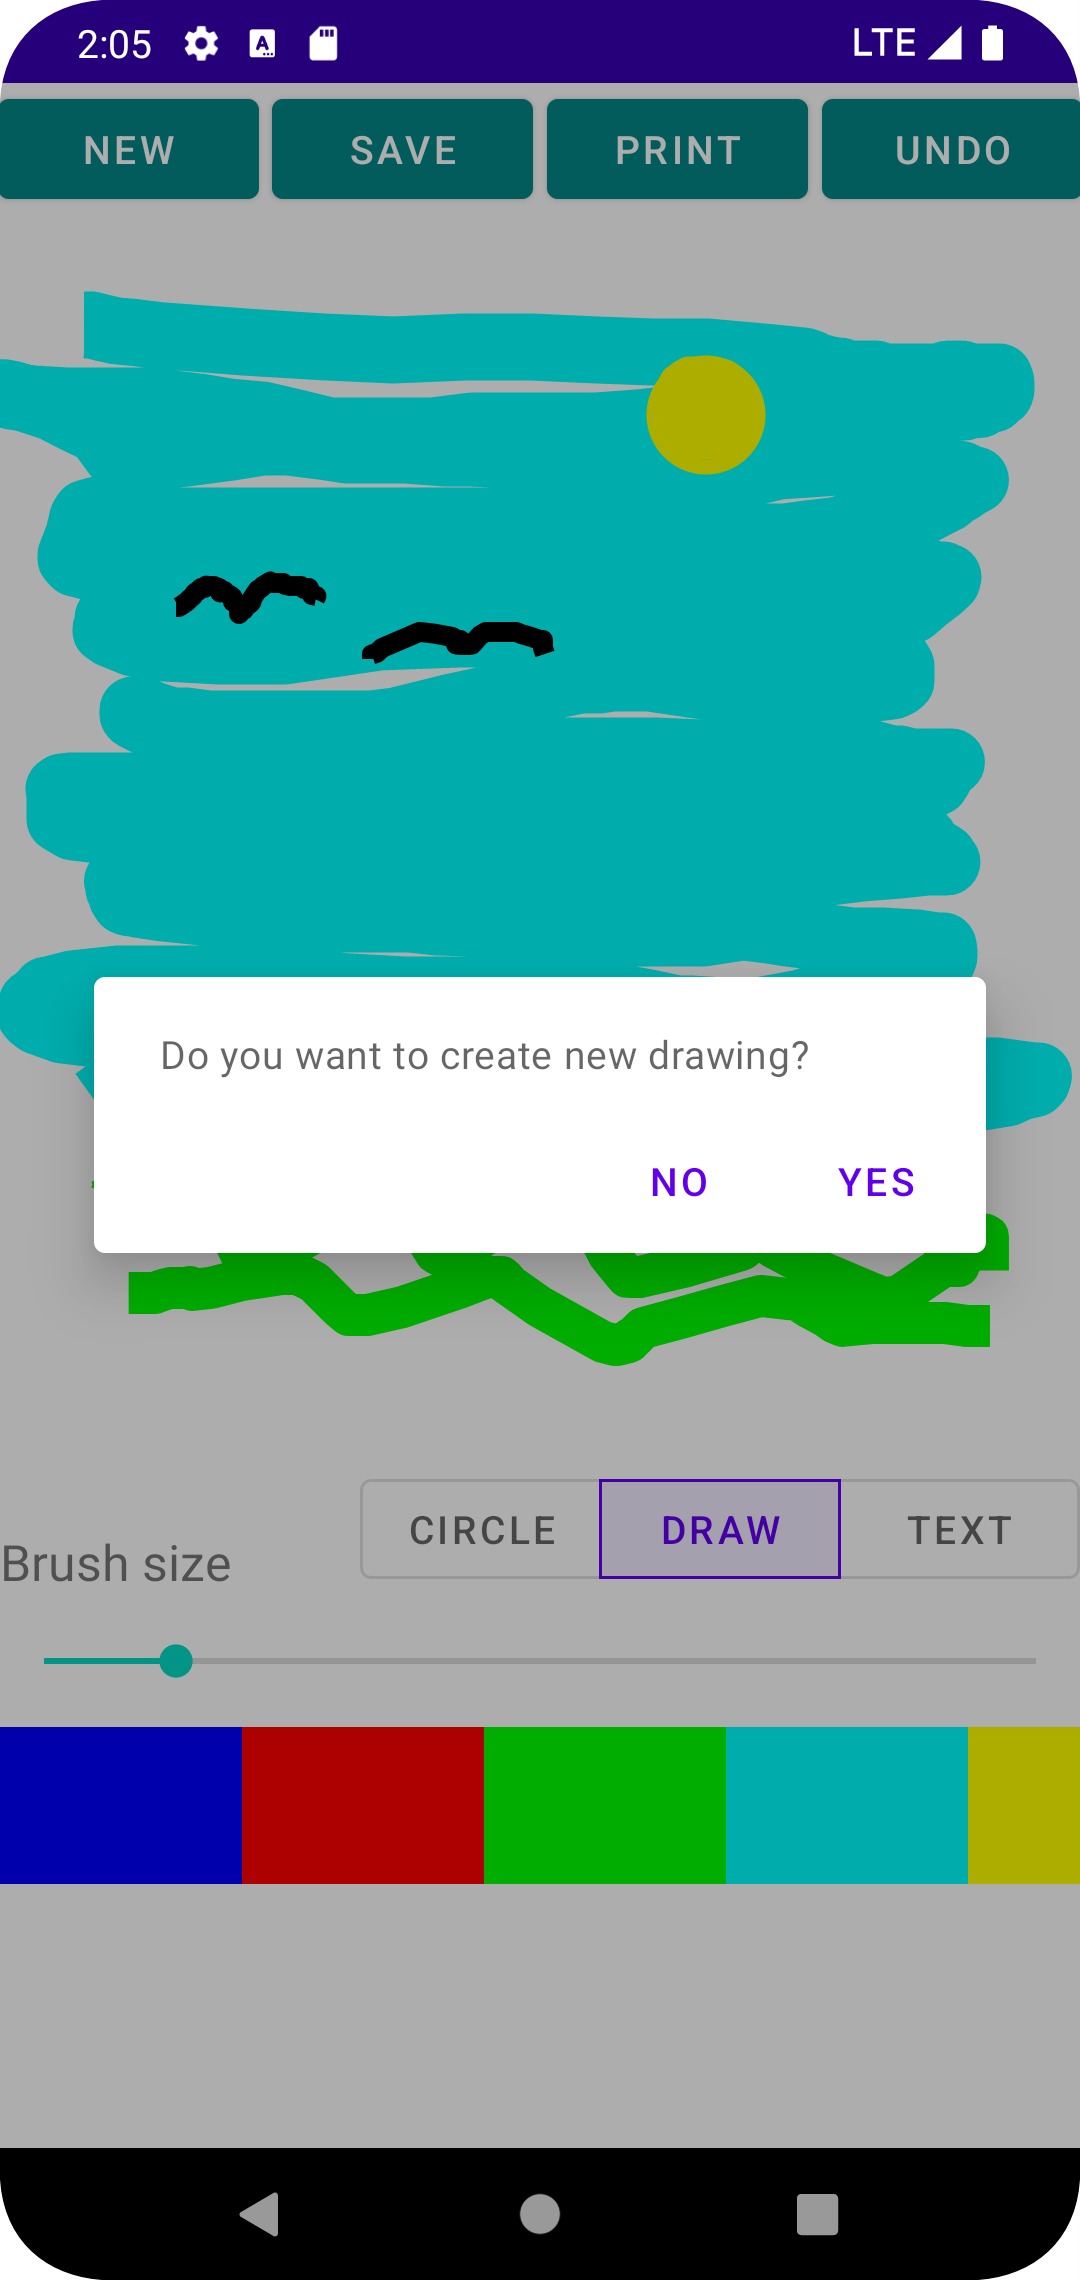 2:05 LTE
NEW SAVE PRINT UNDO
Do you want to create new drawing?
NO YES
CIRCLE DRAW TEXT
Brush size